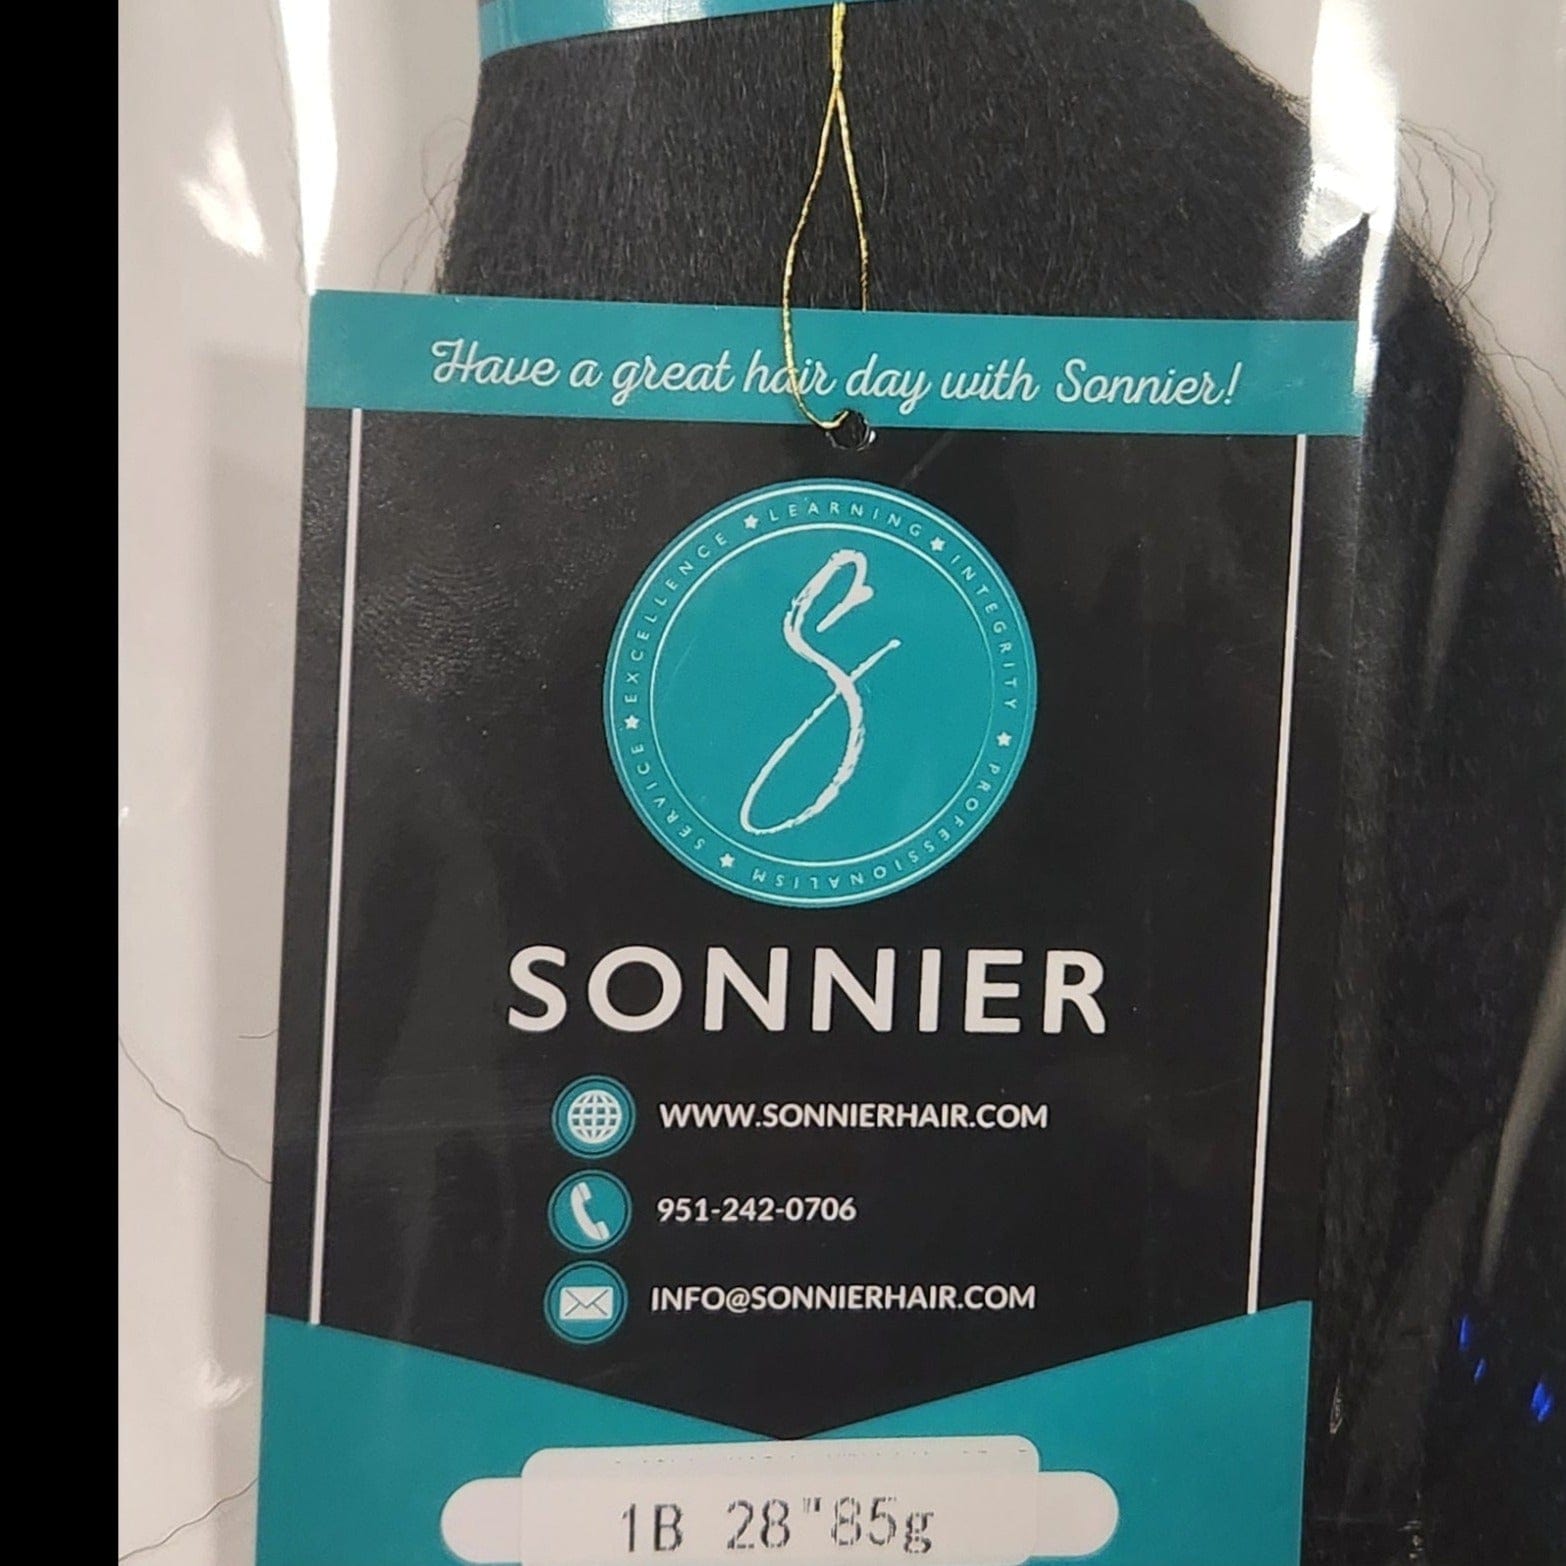 Have a great hair day with Sonnier!
EXCELLENCE ★ LEARNING ★ INTEGRITY ★ PROFESSIONALISM ★ SERVICE ★
S
SONNIER
WWW.SONNIERHAIR.COM
951-242-0706
INFO@SONNIERHAIR.COM
1B 28"85g